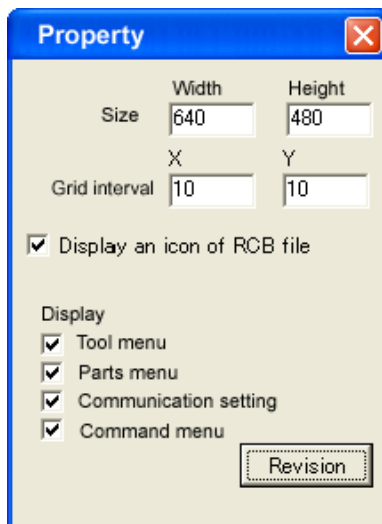 Property
Width Height
Size 640 480
X Y
Grid interval 10 10
Display an icon of RCB file
Display
Tool menu
Parts menu
Communication setting
Command menu
Revision